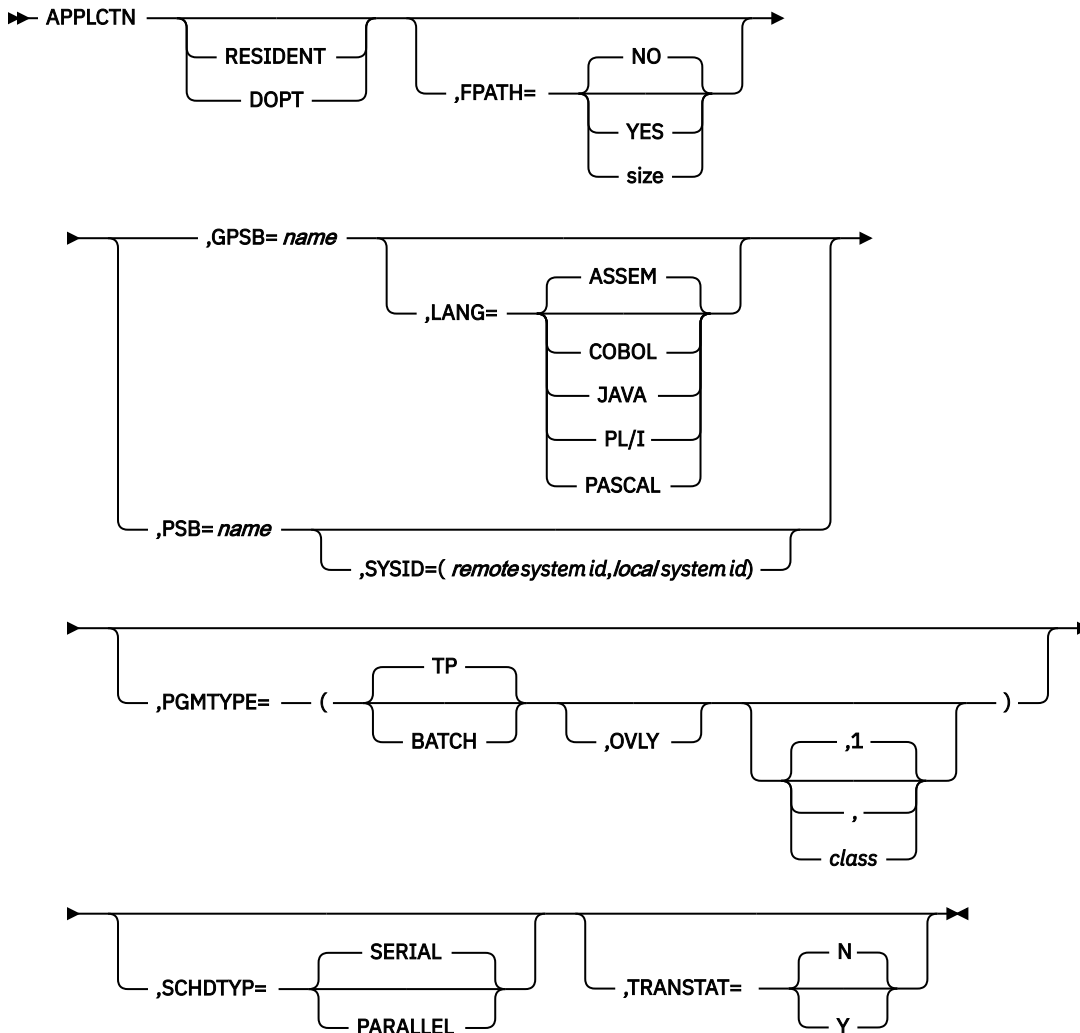 APPLCTN
RESIDENT
DOPT
,FPATH=
NO
YES
size
,GPSB= name
,LANG=
ASSEM
COBOL
JAVA
PL/I
PASCAL
,PSB= name
,SYSID=( remote system id,local system id)
,PGMTYPE= (
TP
BATCH
,OVLY
,1
,
class
)
,SCHDTYP=
SERIAL
PARALLEL
,TRANSTAT=
N
Y